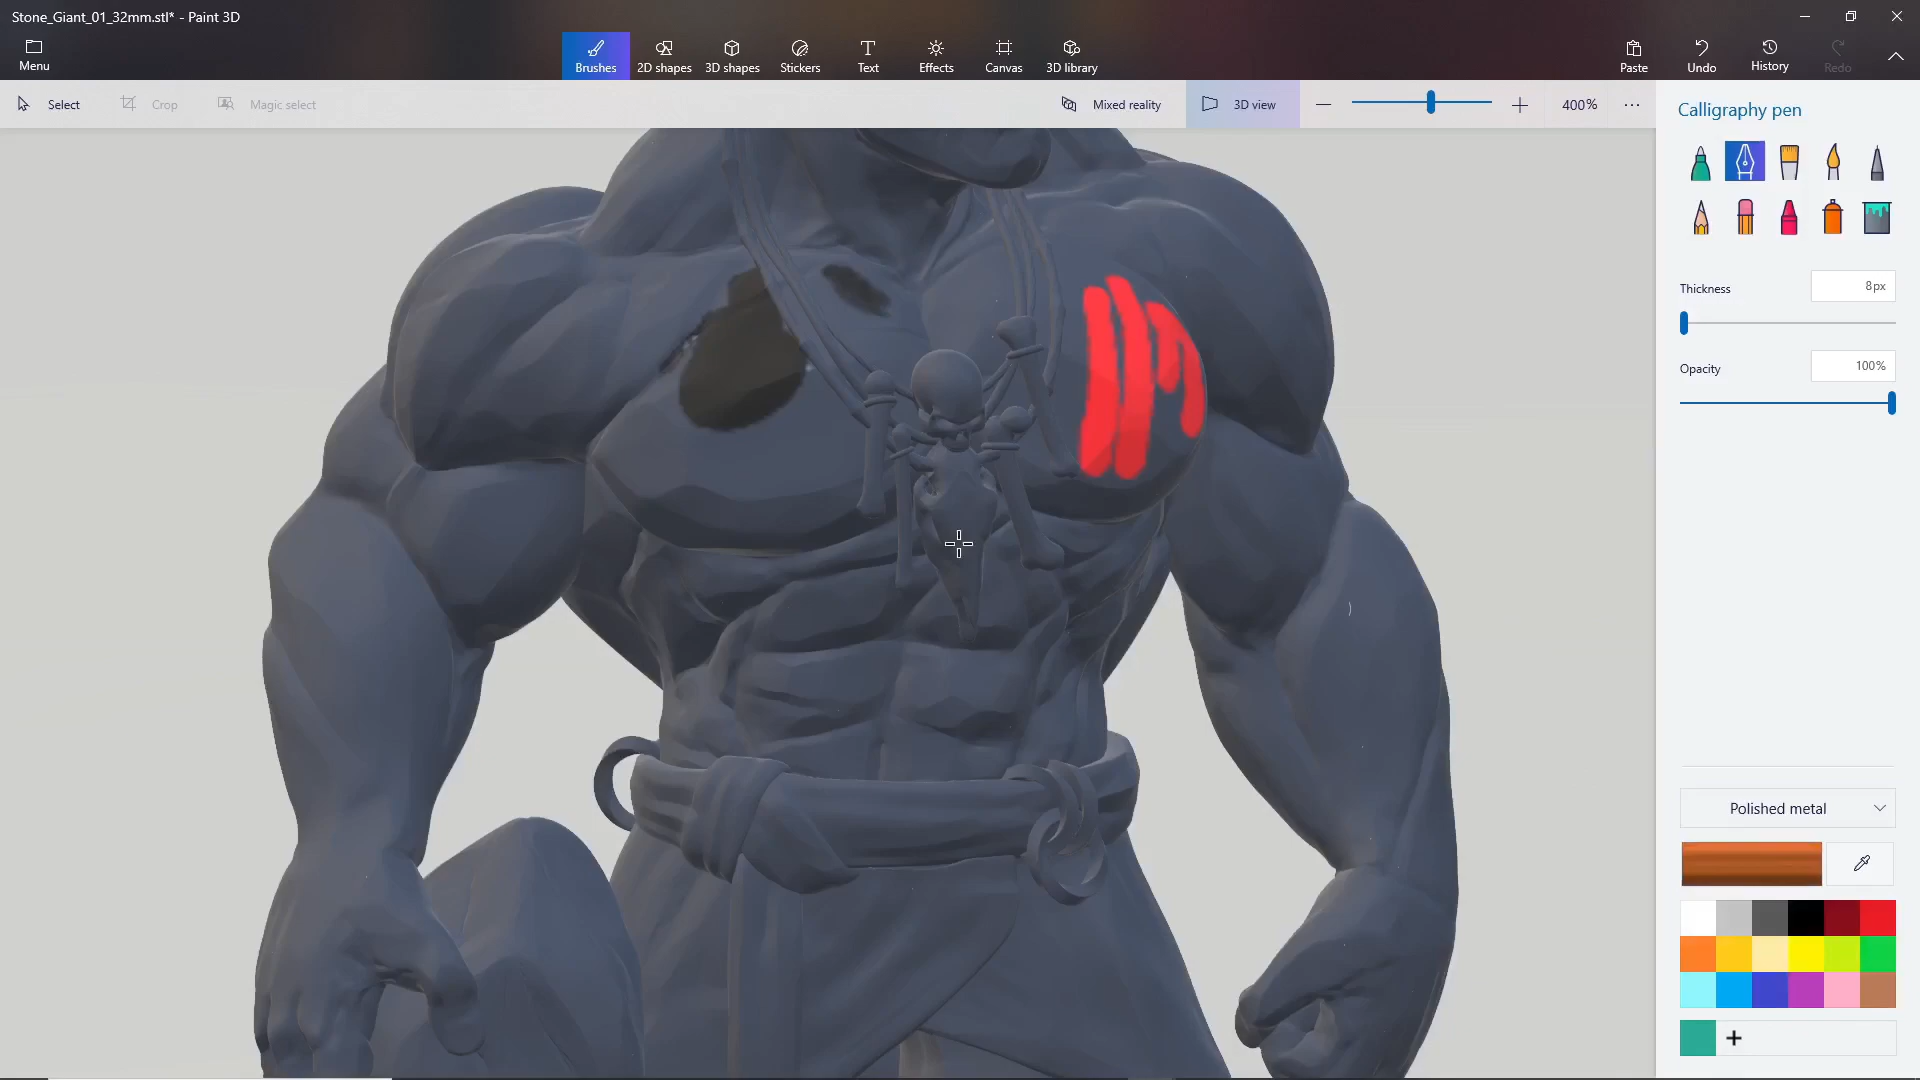 Stone_Giant_01_32mm.stl* - Paint 3D
Menu
Brushes
2D shapes
3D shapes
Stickers
Text
Effects
Canvas
3D library
Paste
Undo
History
Redo
Select
Crop
Magic select
Mixed reality
3D view
400%
Calligraphy pen
Thickness
8px
Opacity
100%
Polished metal